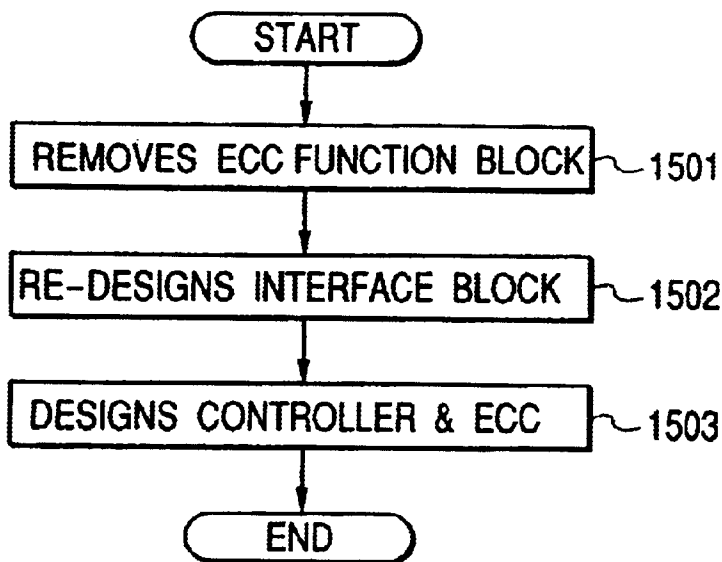 START
REMOVES ECC FUNCTION BLOCK
1501
RE-DESIGNS INTERFACE BLOCK
1502
DESIGNS CONTROLLER & ECC
1503
END